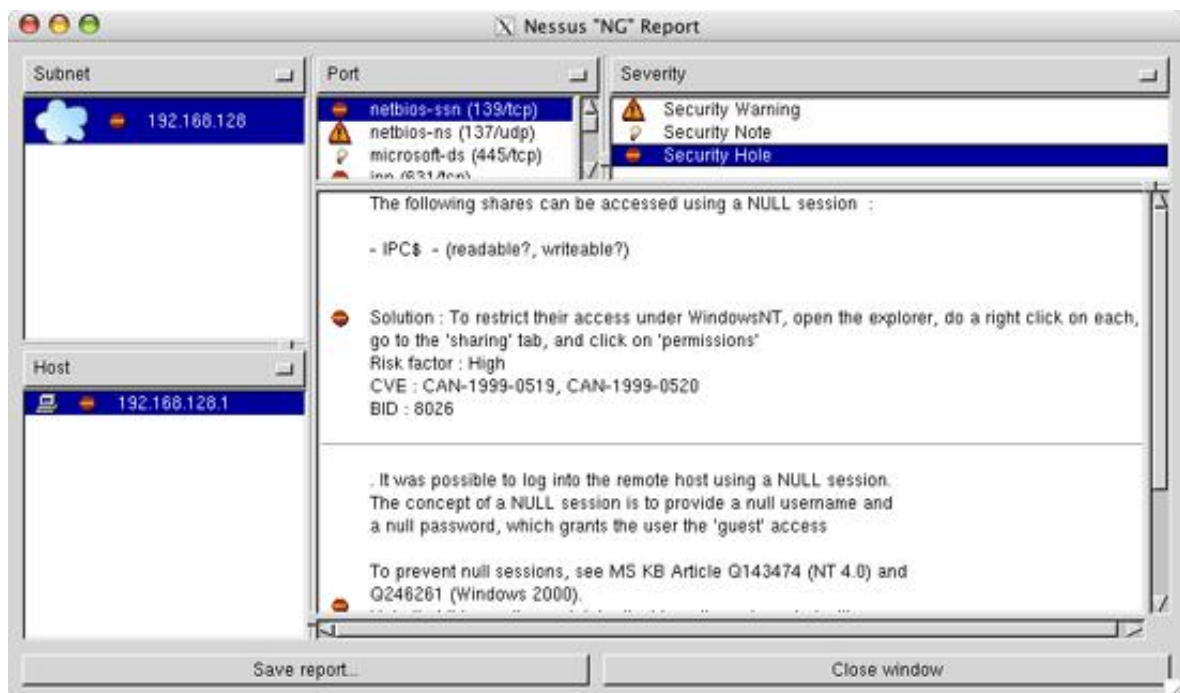 Nessus "NG" Report
Subnet
192.168.128
Host
192.168.128.1
Port
netbios-ssn (139/tcp)
netbios-ns (137/udp)
microsoft-ds (445/tcp)
Severity
Security Warning
Security Note
Security Hole
The following shares can be accessed using a NULL session :
- IPC$ - (readable?, writeable?)
Solution : To restrict their access under WindowsNT, open the explorer, do a right click on each,
go to the 'sharing' tab, and click on 'permissions'
Risk factor : High
CVE : CAN-1999-0519, CAN-1999-0520
BID : 8026
. It was possible to log into the remote host using a NULL session.
The concept of a NULL session is to provide a null username and
a null password, which grants the user the 'guest' access
To prevent null sessions, see MS KB Article Q143474 (NT 4.0) and
Q246261 (Windows 2000).
Save report...
Close window